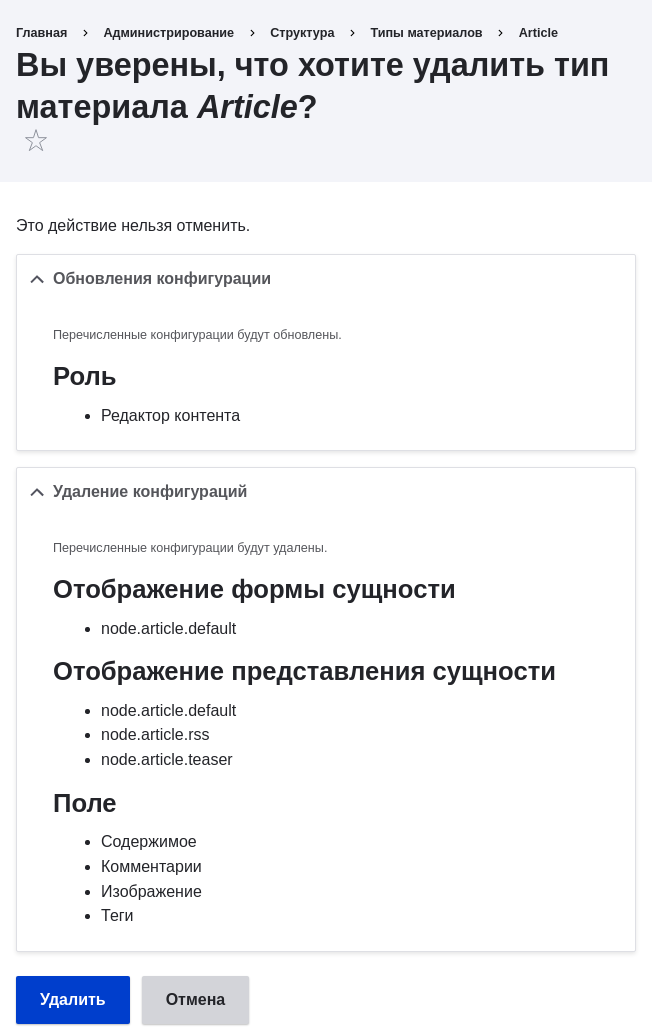 Главная > Администрирование > Структура > Типы материалов > Article
Вы уверены, что хотите удалить тип
материала Article?
Это действие нельзя отменить.
Обновления конфигурации
Перечисленные конфигурации будут обновлены.
Роль
• Редактор контента
Удаление конфигураций
Перечисленные конфигурации будут удалены.
Отображение формы сущности
• node.article.default
Отображение представления сущности
• node.article.default
• node.article.rss
• node.article.teaser
Поле
• Содержимое
• Комментарии
• Изображение
• Теги
Удалить Отмена